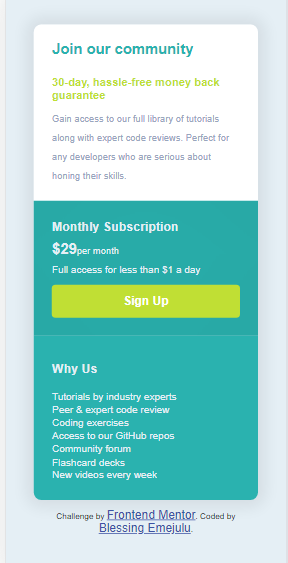 Join our community
30-day, hassle-free money back
guarantee
Gain access to our full library of tutorials
along with expert code reviews. Perfect for
any developers who are serious about
honing their skills.
Monthly Subscription
$29per month
Full access for less than $1 a day
Sign Up
Why Us
Tutorials by industry experts
Peer & expert code review
Coding exercises
Access to our GitHub repos
Community forum
Flashcard decks
New videos every week
Challenge by Frontend Mentor. Coded by
Blessing Emejulu.